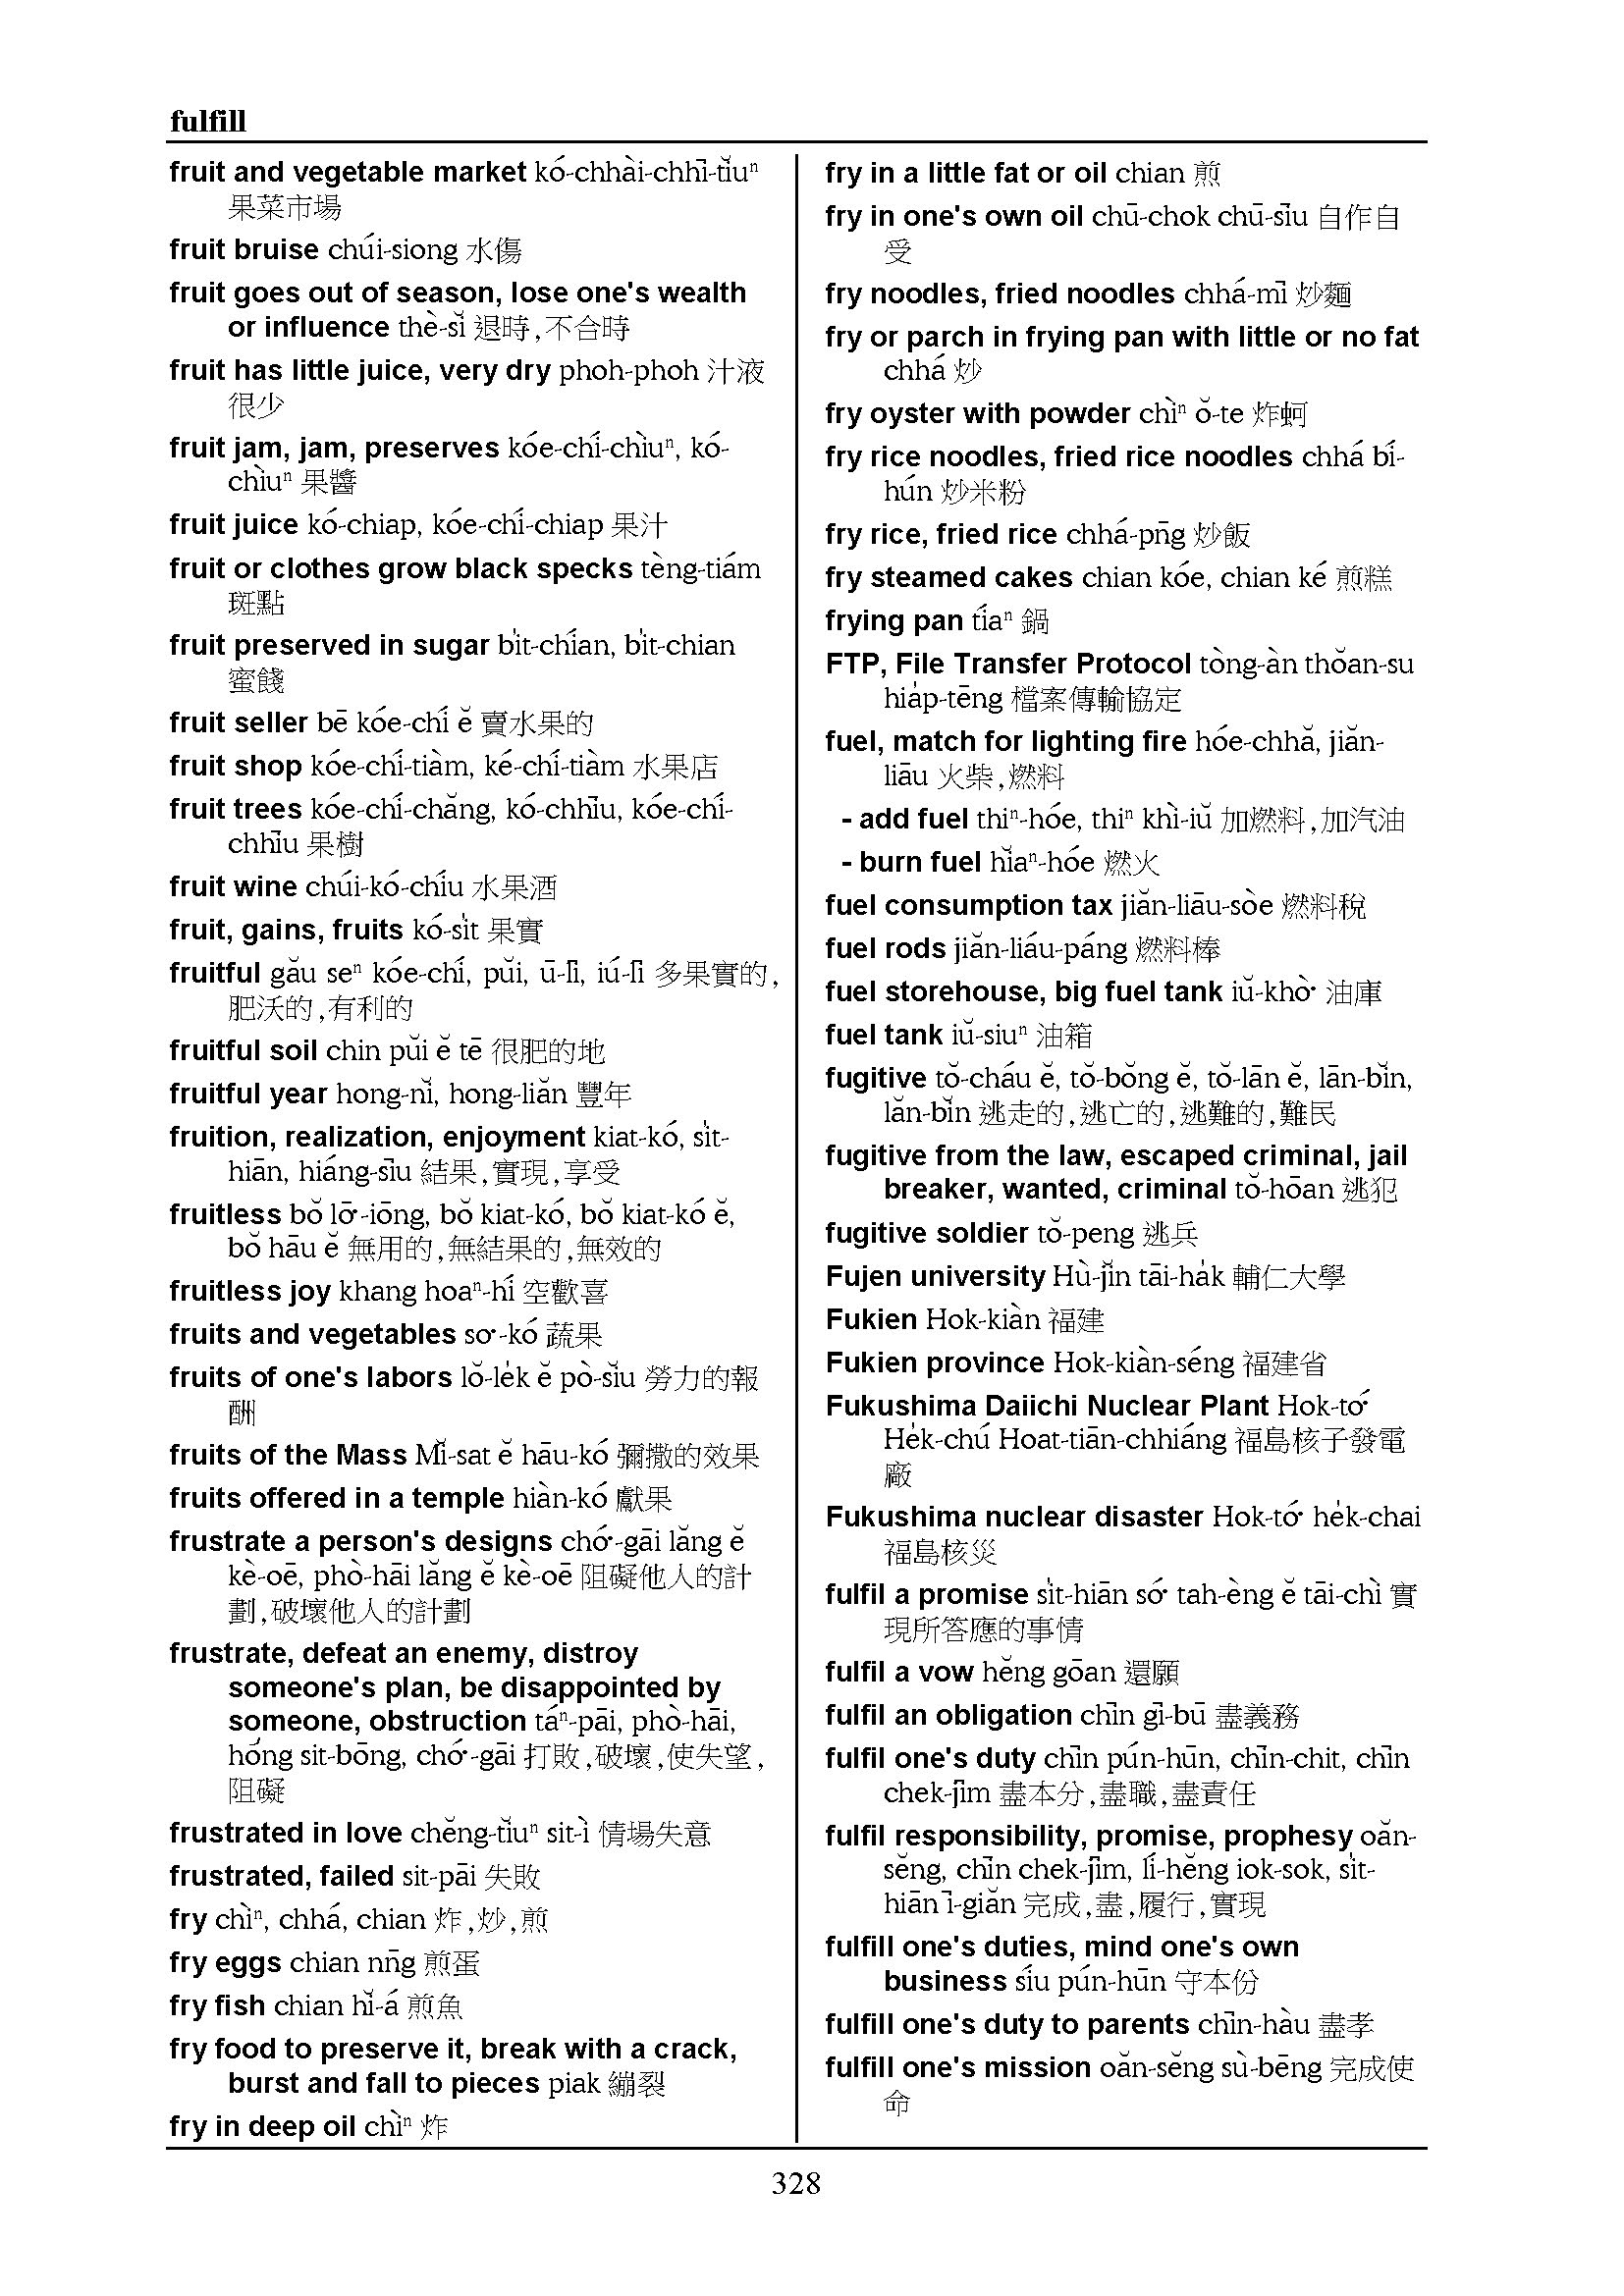 fulfill
fruit and vegetable market kó-chhài-chhī-tiŭⁿ
果菜市場
fruit bruise chúi-siong 水傷
fruit goes out of season, lose one's wealth
or influence thè-sĭ 退時,不合時
fruit has little juice, very dry phoh-phoh 汁液
很少
fruit jam, jam, preserves kóe-chí-chìuⁿ, kó-
chìuⁿ 果醬
fruit juice kó-chiap, kóe-chí-chiap 果汁
fruit or clothes grow black specks tèng-tiám
斑點
fruit preserved in sugar bi̍t-chían, bi̍t-chian
蜜餞
fruit seller bē kóe-chí ĕ 賣水果的
fruit shop kóe-chí-tiàm, ké-chí-tiàm 水果店
fruit trees kóe-chí-chăng, kó-chhīu, kóe-chí-
chhīu 果樹
fruit wine chúi-kó-chíu 水果酒
fruit, gains, fruits kó-si̍t 果實
fruitful gău seⁿ kóe-chí, pŭi, ū-lī, iú-lī 多果實的,
肥沃的,有利的
fruitful soil chin pŭi ĕ tē 很肥的地
fruitful year hong-nĭ, hong-liăn 豐年
fruition, realization, enjoyment kiat-kó, si̍t-
hiān, hiáng-sīu 結果,實現,享受
fruitless bŏ lō͘-iōng, bŏ kiat-kó, bŏ kiat-kó ĕ,
bŏ hāu ĕ 無用的,無結果的,無效的
fruitless joy khang hoaⁿ-hí 空歡喜
fruits and vegetables so͘-kó 蔬果
fruits of one's labors lŏ-le̍k ĕ pò-sĭu 勞力的報
酬
fruits of the Mass Mĭ-sat ĕ hāu-kó 彌撒的效果
fruits offered in a temple hiàn-kó 獻果
frustrate a person's designs chó͘-gāi lăng ĕ
kè-oē, phò-hāi lăng ĕ kè-oē 阻礙他人的計
劃,破壞他人的計劃
frustrate, defeat an enemy, distroy
someone's plan, be disappointed by
someone, obstruction táⁿ-pāi, phò-hāi,
hóng sit-bōng, chó͘-gāi 打敗,破壞,使失望,
阻礙
frustrated in love chĕng-tĭuⁿ sit-ì 情場失意
frustrated, failed sit-pāi 失敗
fry chìⁿ, chhá, chian 炸,炒,煎
fry eggs chian nn̄g 煎蛋
fry fish chian hĭ-á 煎魚
fry food to preserve it, break with a crack,
burst and fall to pieces piak 繃裂
fry in deep oil chìⁿ 炸
fry in a little fat or oil chian 煎
fry in one's own oil chū-chok chū-sīu 自作自
受
fry noodles, fried noodles chhá-mī 炒麵
fry or parch in frying pan with little or no fat
chhá 炒
fry oyster with powder chìⁿ ŏ-te 炸蚵
fry rice noodles, fried rice noodles chhá bí-
hún 炒米粉
fry rice, fried rice chhá-pn̄g 炒飯
fry steamed cakes chian kóe, chian ké 煎糕
frying pan tíaⁿ 鍋
FTP, File Transfer Protocol tòng-àn thŏan-su
hia̍p-tēng 檔案傳輸協定
fuel, match for lighting fire hóe-chhă, jiăn-
liāu 火柴,燃料
- add fuel thiⁿ-hóe, thiⁿ khì-iŭ 加燃料,加汽油
- burn fuel hĭaⁿ-hóe 燃火
fuel consumption tax jiăn-liāu-sòe 燃料稅
fuel rods jiăn-liáu-páng 燃料棒
fuel storehouse, big fuel tank iŭ-khò͘ 油庫
fuel tank iŭ-siuⁿ 油箱
fugitive tŏ-cháu ĕ, tŏ-bŏng ĕ, tŏ-lān ĕ, lān-bĭn,
lăn-bĭn 逃走的,逃亡的,逃難的,難民
fugitive from the law, escaped criminal, jail
breaker, wanted, criminal tŏ-hōan 逃犯
fugitive soldier tŏ-peng 逃兵
Fujen university Hù-jĭn tāi-ha̍k 輔仁大學
Fukien Hok-kiàn 福建
Fukien province Hok-kiàn-séng 福建省
Fukushima Daiichi Nuclear Plant Hok-tó͘
He̍k-chú Hoat-tiān-chhiáng 福島核子發電
廠
Fukushima nuclear disaster Hok-tó͘ he̍k-chai
福島核災
fulfil a promise si̍t-hiān só͘ tah-èng ĕ tāi-chì 實
現所答應的事情
fulfil a vow hĕng gōan 還願
fulfil an obligation chīn gī-bū 盡義務
fulfil one's duty chīn pún-hūn, chīn-chit, chīn
chek-jīm 盡本分,盡職,盡責任
fulfil responsibility, promise, prophesy oăn-
sĕng, chīn chek-jīm, lí-hĕng iok-sok, si̍t-
hiān ī-giăn 完成,盡,履行,實現
fulfill one's duties, mind one's own
business síu pún-hūn 守本份
fulfill one's duty to parents chīn-hàu 盡孝
fulfill one's mission oăn-sĕng sù-bēng 完成使
命
328